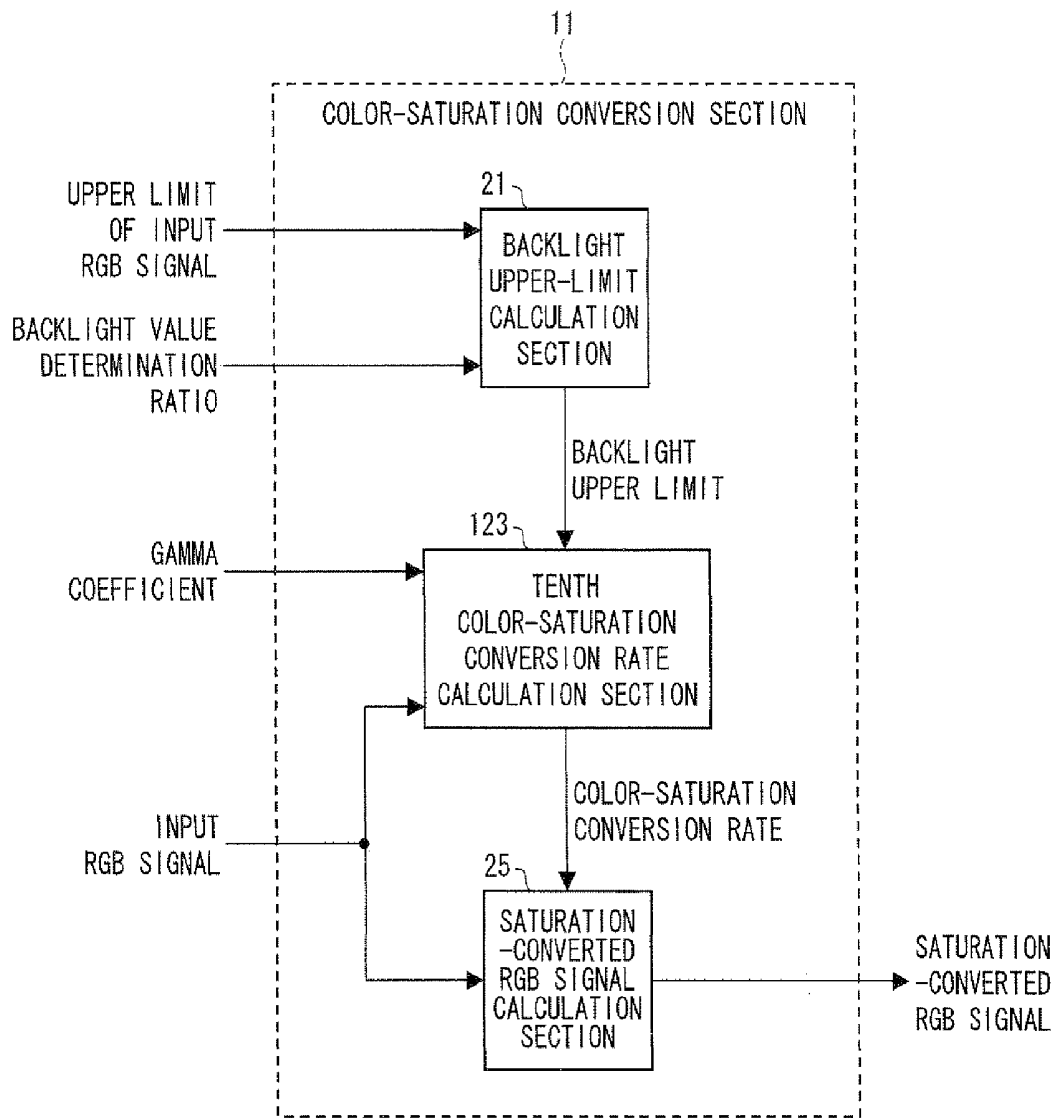 11
COLOR-SATURATION CONVERSION SECTION
UPPER LIMIT
OF INPUT
RGB SIGNAL
21
BACKLIGHT
UPPER-LIMIT
CALCULATION
SECTION
BACKLIGHT VALUE
DETERMINATION
RATIO
BACKLIGHT
UPPER LIMIT
123
GAMMA
COEFFICIENT
TENTH
COLOR-SATURATION
CONVERSION RATE
CALCULATION SECTION
COLOR-SATURATION
CONVERSION RATE
INPUT
RGB SIGNAL
25
SATURATION
-CONVERTED
RGB SIGNAL
CALCULATION
SECTION
SATURATION
-CONVERTED
RGB SIGNAL